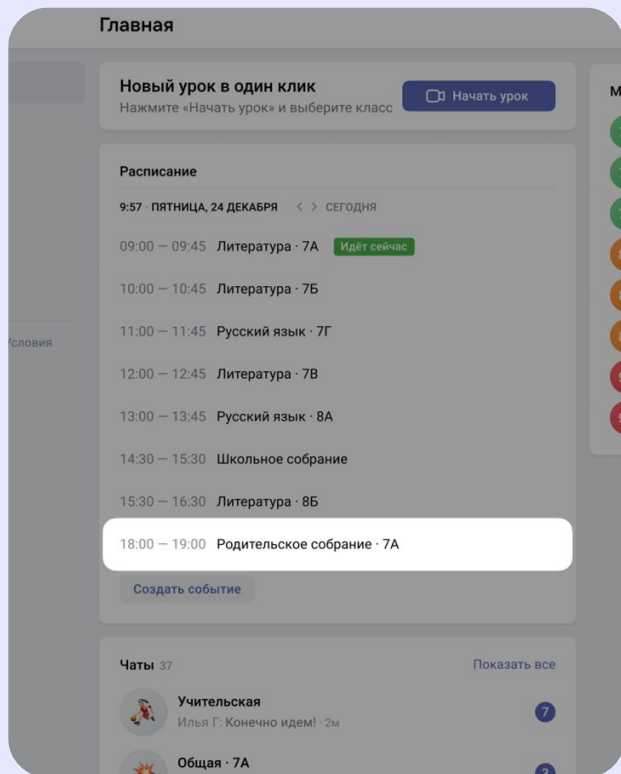 Главная
Новый урок в один клик
Нажмите «Начать урок» и выберите класс
Начать урок
Расписание
9:57 · ПЯТНИЦА, 24 ДЕКАБРЯ < > СЕГОДНЯ
09:00 — 09:45 Литература · 7А Идёт сейчас
10:00 — 10:45 Литература · 7Б
11:00 — 11:45 Русский язык · 7Г
12:00 — 12:45 Литература · 7В
13:00 — 13:45 Русский язык · 8А
14:30 — 15:30 Школьное собрание
15:30 — 16:30 Литература · 8Б
18:00 — 19:00 Родительское собрание · 7А
Создать событие
Чаты 37
Показать все
Учительская
Илья Г: Конечно идем! · 2м
7
Общая · 7А